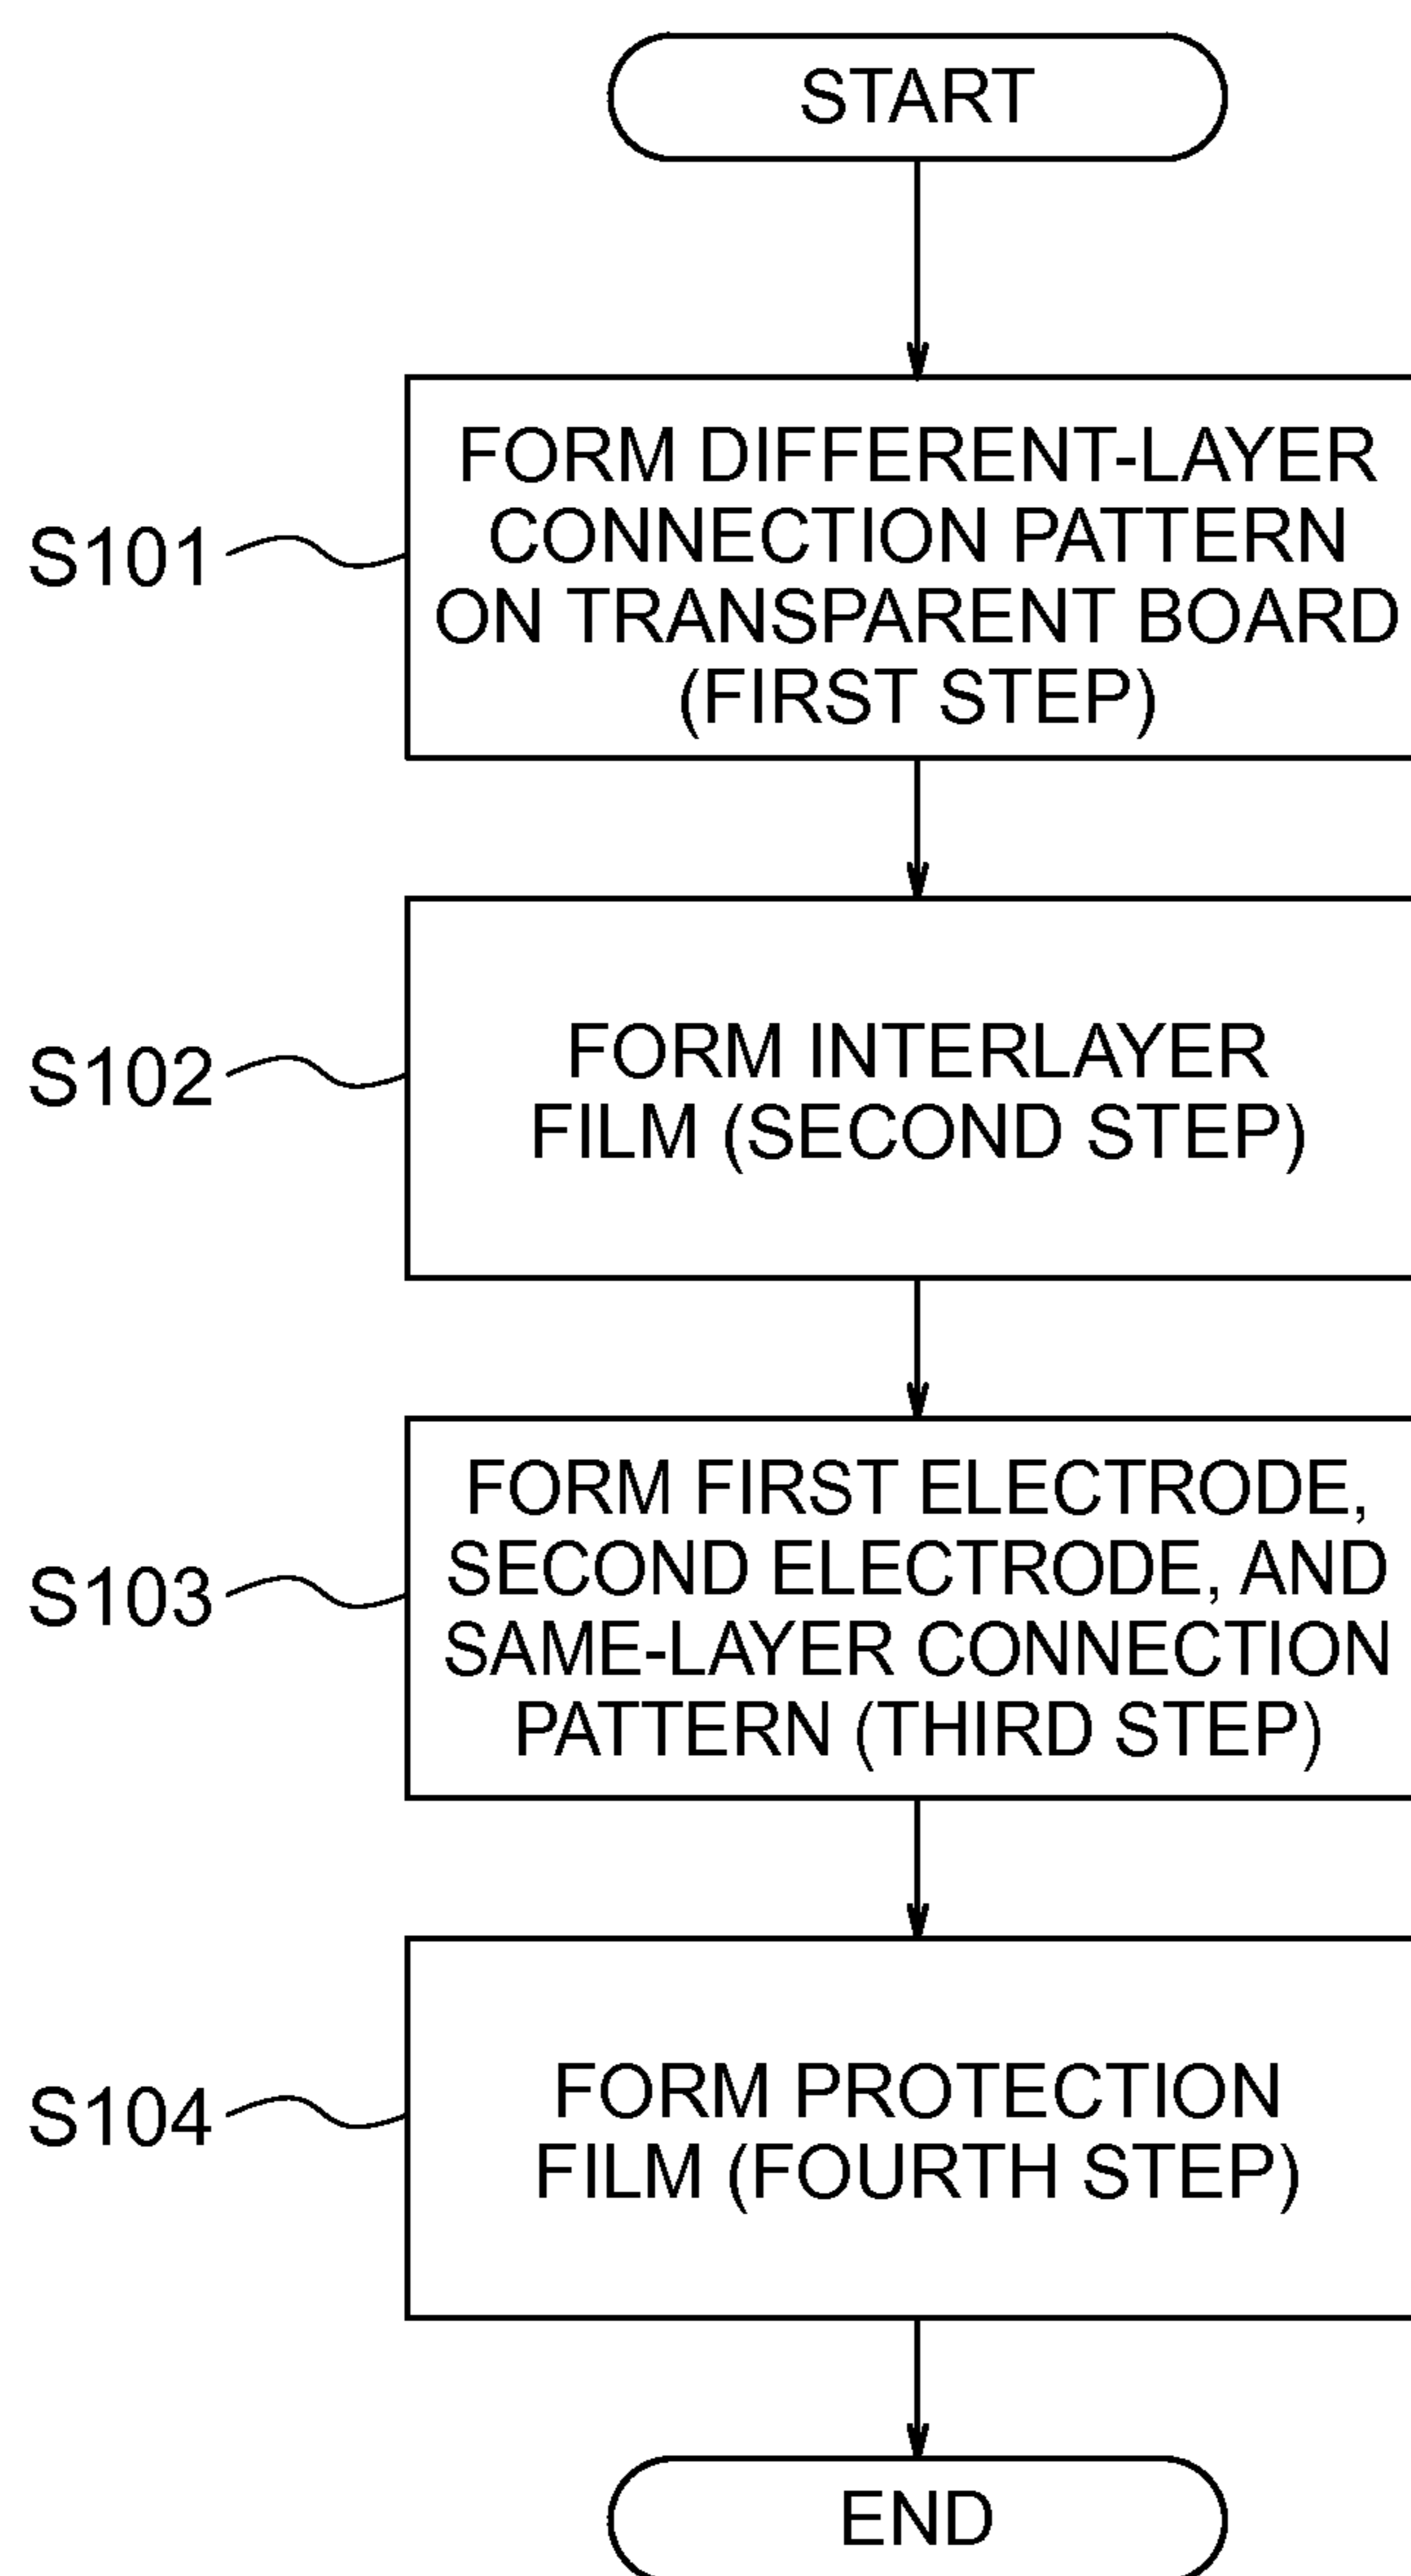 START
FORM DIFFERENT-LAYER
CONNECTION PATTERN
ON TRANSPARENT BOARD
(FIRST STEP)
S101
FORM INTERLAYER
FILM (SECOND STEP)
S102
FORM FIRST ELECTRODE,
SECOND ELECTRODE, AND
SAME-LAYER CONNECTION
PATTERN (THIRD STEP)
S103
FORM PROTECTION
FILM (FOURTH STEP)
S104
END